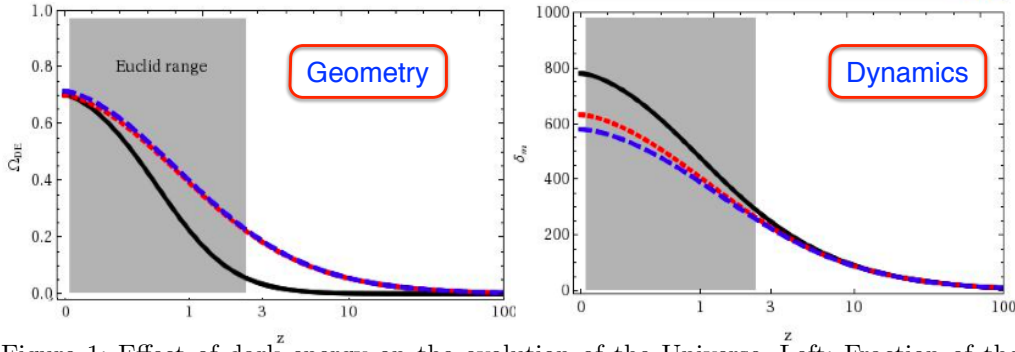 1.0
0.8
0.6
0.4
0.2
0.0
Ω_DE
Euclid range
Geometry
0 1 3 10 100
z
1000
800
600
400
200
0
δ_m
Dynamics
0 1 3 10 100
z
Figure 1: Effect of dark energy on the evolution of the Universe. Left: Fraction of the